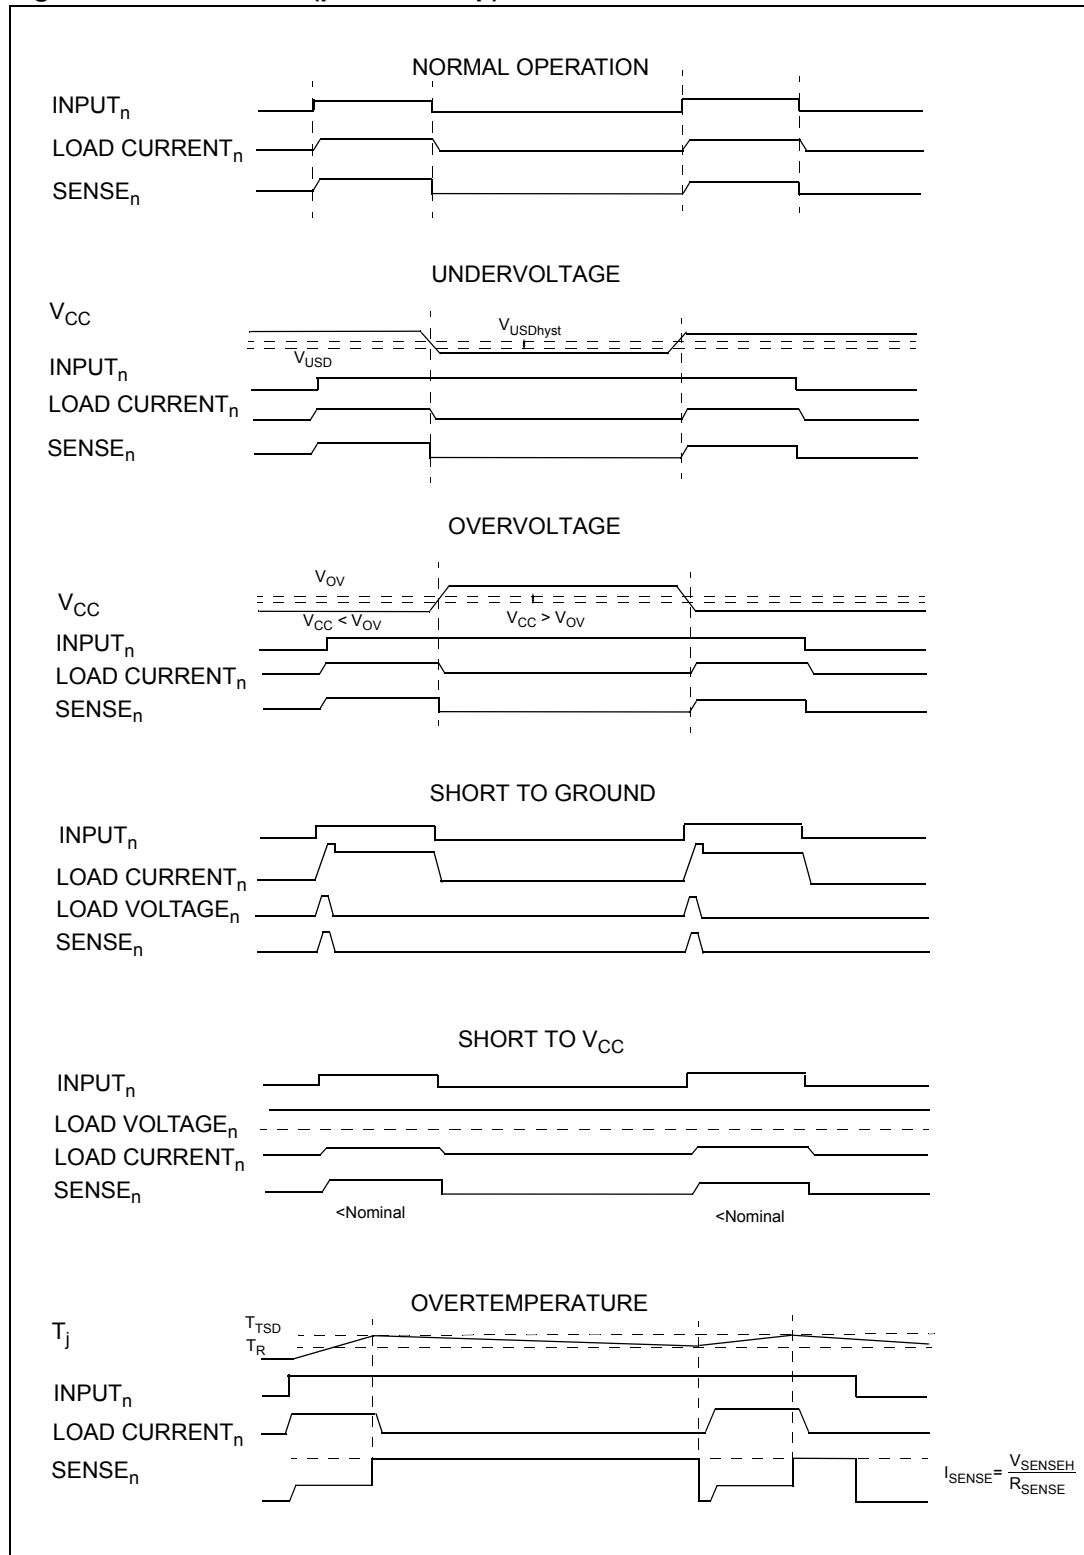 NORMAL OPERATION
INPUTn
LOAD CURRENTn
SENSEn
UNDERVOLTAGE
VCC
VUSDhyst
VUSD
INPUTn
LOAD CURRENTn
SENSEn
OVERVOLTAGE
VOV
VCC
VCC < VOV
VCC > VOV
INPUTn
LOAD CURRENTn
SENSEn
SHORT TO GROUND
INPUTn
LOAD CURRENTn
LOAD VOLTAGEn
SENSEn
SHORT TO VCC
INPUTn
LOAD VOLTAGEn
LOAD CURRENTn
SENSEn
<Nominal <Nominal
OVERTEMPERATURE
Tj
TTSD
TR
INPUTn
LOAD CURRENTn
SENSEn
ISENSE= VSENSEH
RSENSE